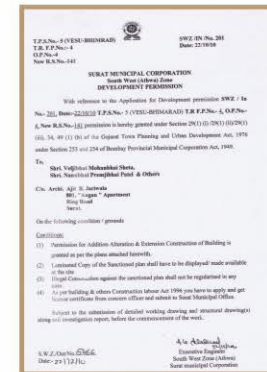 T.P.S.No.- 5 (VESU-BHIMRAD)
T.R. F.P.No.:- 4
O.P.No.-4
New R.S.No.-141
SWZ /IN /No. 201
Date: 22/10/10
SURAT MUNICIPAL CORPORATION
South West (Athwa) Zone
DEVELOPMENT PERMISSION
With reference to the Application for Development permission SWZ / In
No.- 201, Date:-22/10/10 T.P.S.No.- 5 (VESU-BHIMRAD) T.R F.P.No.- 4, O.P.No.-
4, New R.S.No.-141 permission is hereby granted under Section 29(1) (i)/29(1) (ii)/29(1)
(iii), 34, 49 (1) (b) of the Gujarat Town Planning and Urban Development Act, 1976
under Section 253 and 254 of Bombay Provincial Municipal Corporation Act, 1949.
To,
Shri. Veljibhai Mohanbhai Sheta,
Shri. Nanubhai Premjibhai Patel & Others
C/o. Archi. Ajit R. Jariwala
801, "Aagan" Apartment
Ring Road
Surat.
On the following condition / grounds
Conditions:
(1) Permission for Addition Alteration & Extension Construction of Building is
granted as per the plans attached herewith.
(2) Laminated Copy of the Sanctioned plan shall have to be displayed/ made available
at the site
(3) Illegal Construction against the sanctioned plan shall not be regularised in any
case.
(4) As per building & others Construction labour Act 1996 you have to apply and get
license certificate from concern officer and submit to Surat Municipal Office.
Subject to the submission of detailed working drawing and structural drawing(s)
along soil investigation report, before the commencement of the work.
S.W.Z./Out/No.
Date:- 22/12/10
Executive Engineer
South West Zone (Athwa)
Surat municipal corporation